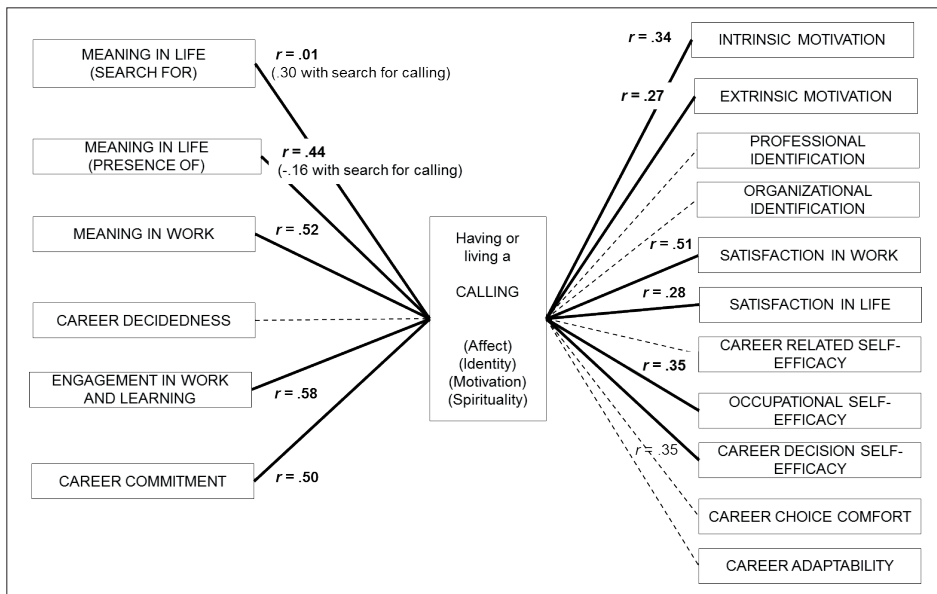 MEANING IN LIFE
(SEARCH FOR)
r = .01
(.30 with search for calling)
MEANING IN LIFE
(PRESENCE OF)
r = .44
(-.16 with search for calling)
MEANING IN WORK
r = .52
CAREER DECIDEDNESS
ENGAGEMENT IN WORK
AND LEARNING
r = .58
CAREER COMMITMENT
r = .50
Having or
living a
CALLING
(Affect)
(Identity)
(Motivation)
(Spirituality)
r = .34
INTRINSIC MOTIVATION
r = .27
EXTRINSIC MOTIVATION
PROFESSIONAL
IDENTIFICATION
ORGANIZATIONAL
IDENTIFICATION
r = .51
SATISFACTION IN WORK
r = .28
SATISFACTION IN LIFE
CAREER RELATED SELF-
EFFICACY
r = .35
OCCUPATIONAL SELF-
EFFICACY
r = .35
CAREER DECISION SELF-
EFFICACY
CAREER CHOICE COMFORT
CAREER ADAPTABILITY